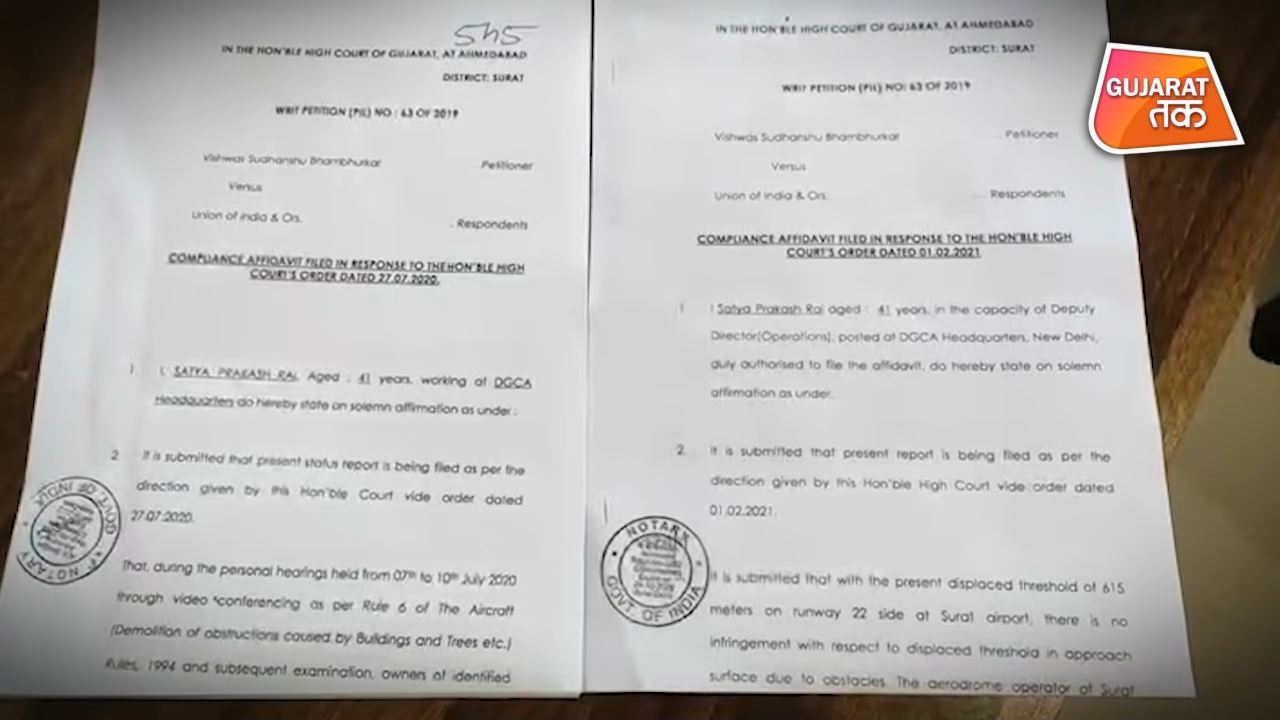 545
IN THE HON'BLE HIGH COURT OF GUJARAT, AT AHMEDABAD
DISTRICT: SURAT
WRIT PETITION (PIL) NO : 63 OF 2019
Vishwas Sudhanshu Bhambhurkar ...Petitioner
Versus
Union of India & Ors. ...Respondents
COMPLIANCE AFFIDAVIT FILED IN RESPONSE TO THE HON'BLE HIGH
COURT'S ORDER DATED 27.07.2020.
1. I, SATYA PRAKASH RAI, Aged : 41 years, working at DGCA
Headquarters do hereby state on solemn affirmation as under :
2 It is submitted that present status report is being filed as per the
direction given by this Hon'ble Court vide order dated
27.07.2020.
That, during the personal hearings held from 07th to 10th July 2020
through video conferencing as per Rule 6 of The Aircraft
(Demolition of obstructions caused by Buildings and Trees etc.)
Rules, 1994 and subsequent examination, owners of identified
NOTARY
GOVT. OF INDIA
IN THE HON'BLE HIGH COURT OF GUJARAT, AT AHMEDABAD
DISTRICT: SURAT
WRIT PETITION (PIL) NO: 63 OF 2019
Vishwas Sudhanshu Bhambhurkar ...Petitioner
Versus
Union of India & Ors. ...Respondents
COMPLIANCE AFFIDAVIT FILED IN RESPONSE TO THE HON'BLE HIGH
COURT'S ORDER DATED 01.02.2021
1 I Satya Prakash Rai aged : 41 years, in the capacity of Deputy
Director(Operations), posted at DGCA Headquarters, New Delhi,
duly authorised to file the affidavit, do hereby state on solemn
affirmation as under.
2. It is submitted that present report is being filed as per the
direction given by this Hon'ble High Court vide order dated
01.02.2021.
It is submitted that with the present displaced threshold of 615
meters on runway 22 side at Surat airport, there is no
infringement with respect to displaced threshold in approach
surface due to obstacles. The aerodrome operator of Surat
NOTARY
GOVT. OF INDIA
GUJARAT
तक